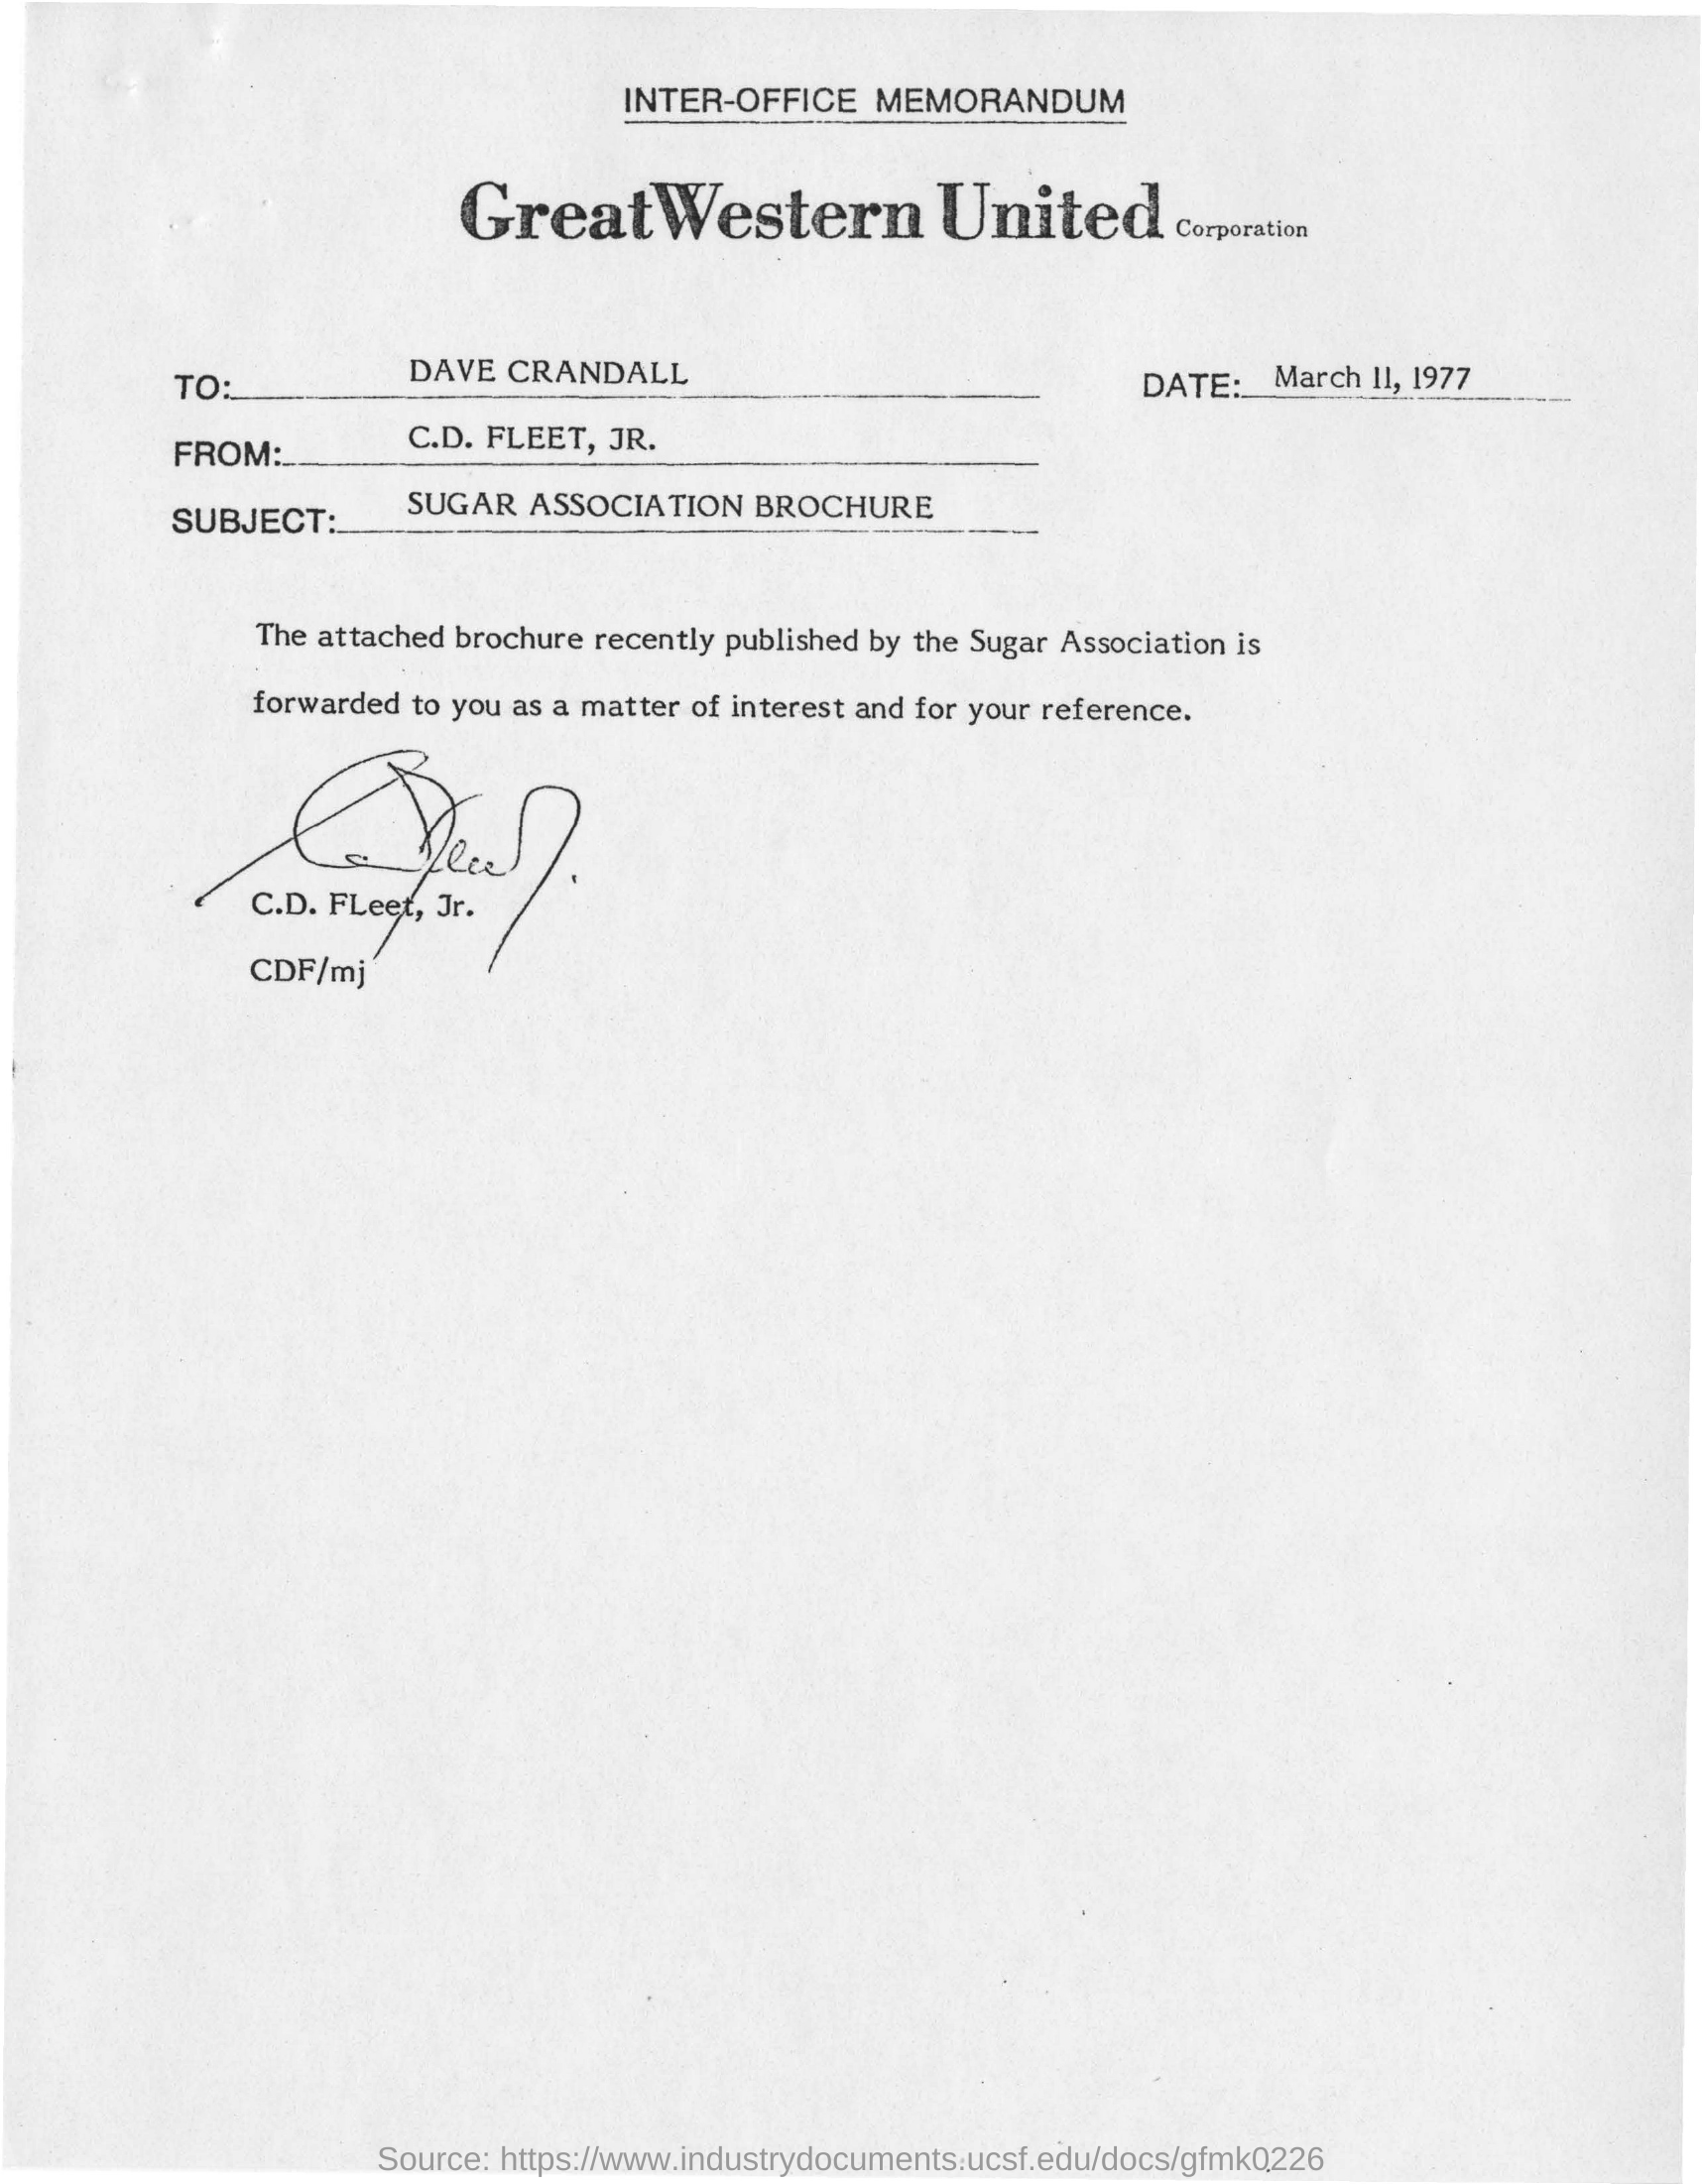 INTER-OFFICE MEMORANDUM
Great Western United Corporation
TO: DAVE CRANDALL DATE: March 11, 1977
FROM: C.D. FLEET, JR.
SUBJECT: SUGAR ASSOCIATION BROCHURE
The attached brochure recently published by the Sugar Association is
forwarded to you as a matter of interest and for your reference.
C.D. FLeet, Jr.
CDF/mj
Source: https://www.industrydocuments.ucsf.edu/docs/gfmk0226